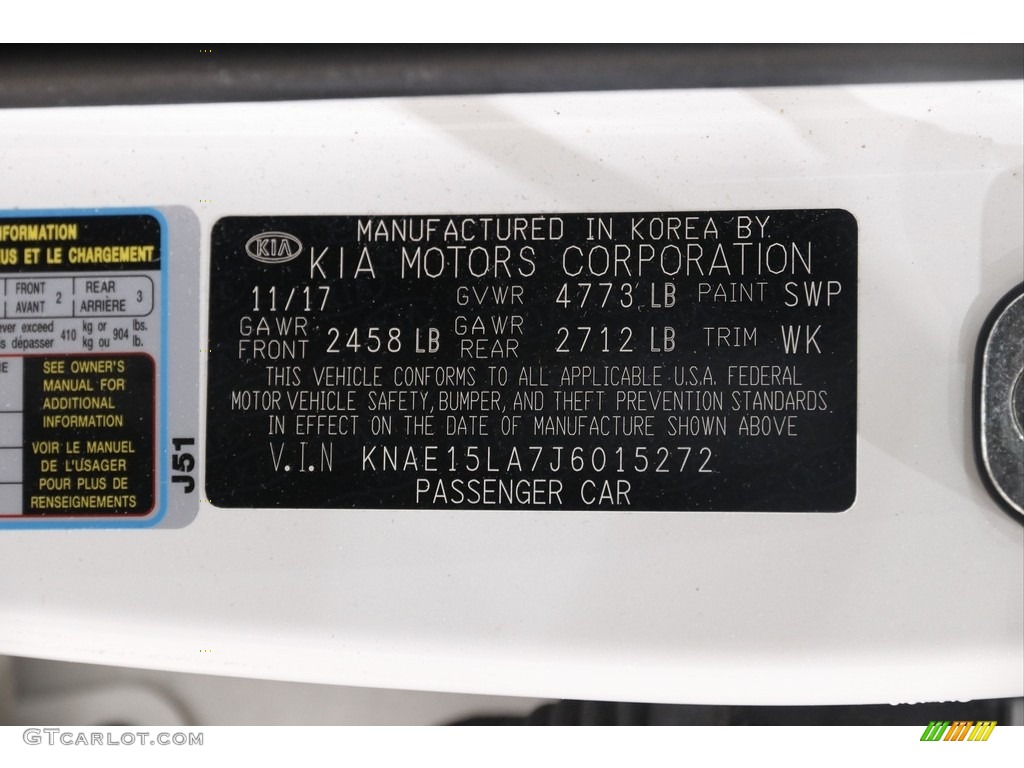 NFORMATION
US ET LE CHARGEMENT
FRONT
AVANT 2
REAR
ARRIÈRE 3
ever exceed 410 kg or 904 lbs.
s dépasser kg ou lb.
RE
SEE OWNER'S
MANUAL FOR
ADDITIONAL
INFORMATION
VOIR LE MANUEL
DE L'USAGER
POUR PLUS DE
RENSEIGNEMENTS
J51
MANUFACTURED IN KOREA BY
KIA KIA MOTORS CORPORATION
11/17 GVWR 4773 LB PAINT SWP
GAWR FRONT 2458 LB GAWR REAR 2712 LB TRIM WK
THIS VEHICLE CONFORMS TO ALL APPLICABLE U.S.A. FEDERAL
MOTOR VEHICLE SAFETY, BUMPER, AND THEFT PREVENTION STANDARDS
IN EFFECT ON THE DATE OF MANUFACTURE SHOWN ABOVE
V.I.N KNAE15LA7J6015272
PASSENGER CAR
GTCARLOT.COM